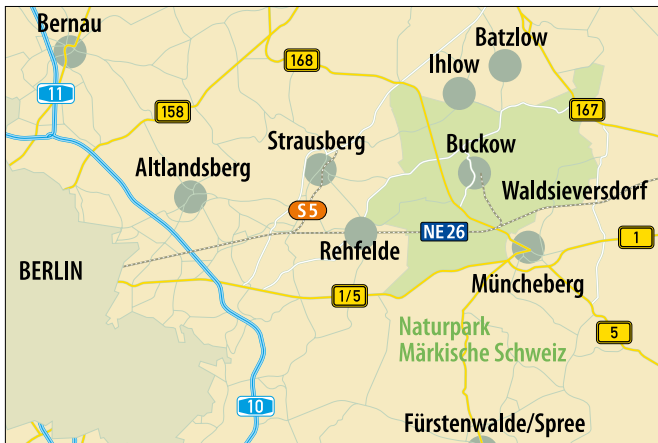 Bernau
Batzlow
168
Ihlow
11
158
167
Strausberg
Buckow
Altlandsberg
Waldsieversdorf
S 5
NE 26
Rehfelde
1
BERLIN
Müncheberg
1/5
Naturpark
Märkische Schweiz
5
10
Fürstenwalde/Spree